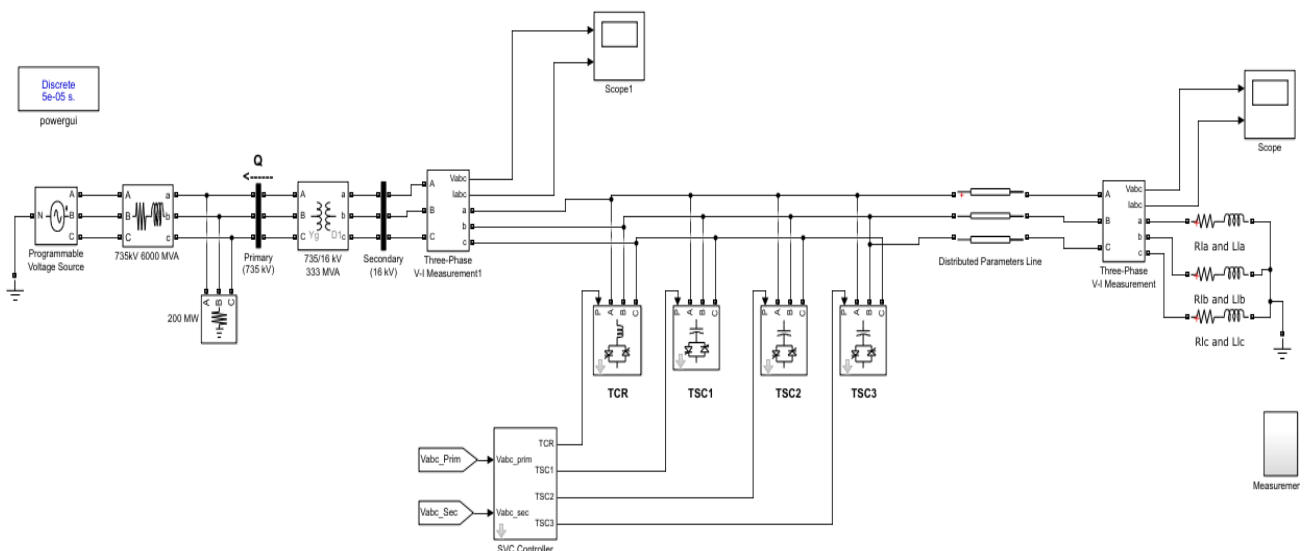 Discrete
5e-05 s.
powergui
Scope1
Scope
Q
<------
N
A
B
C
Programmable
Voltage Source
A
B
C
a
b
c
735kV 6000 MVA
A
B
C
200 MW
Primary
(735 kV)
A
B
C
a
b
c
Yg
D1
735/16 kV
333 MVA
Secondary
(16 kV)
A
B
C
Vabc
Iabc
a
b
c
Three-Phase
V-I Measurement1
Distributed Parameters Line
A
B
C
Vabc
Iabc
a
b
c
Three-Phase
V-I Measurement
RIa and LIa
RIb and LIb
RIc and LIc
P
A
B
C
TCR
P
A
B
C
TSC1
P
A
B
C
TSC2
P
A
B
C
TSC3
Vabc_Prim
Vabc_Sec
Vabc_prim
Vabc_sec
TCR
TSC1
TSC2
TSC3
SVC Controller
Measuremen